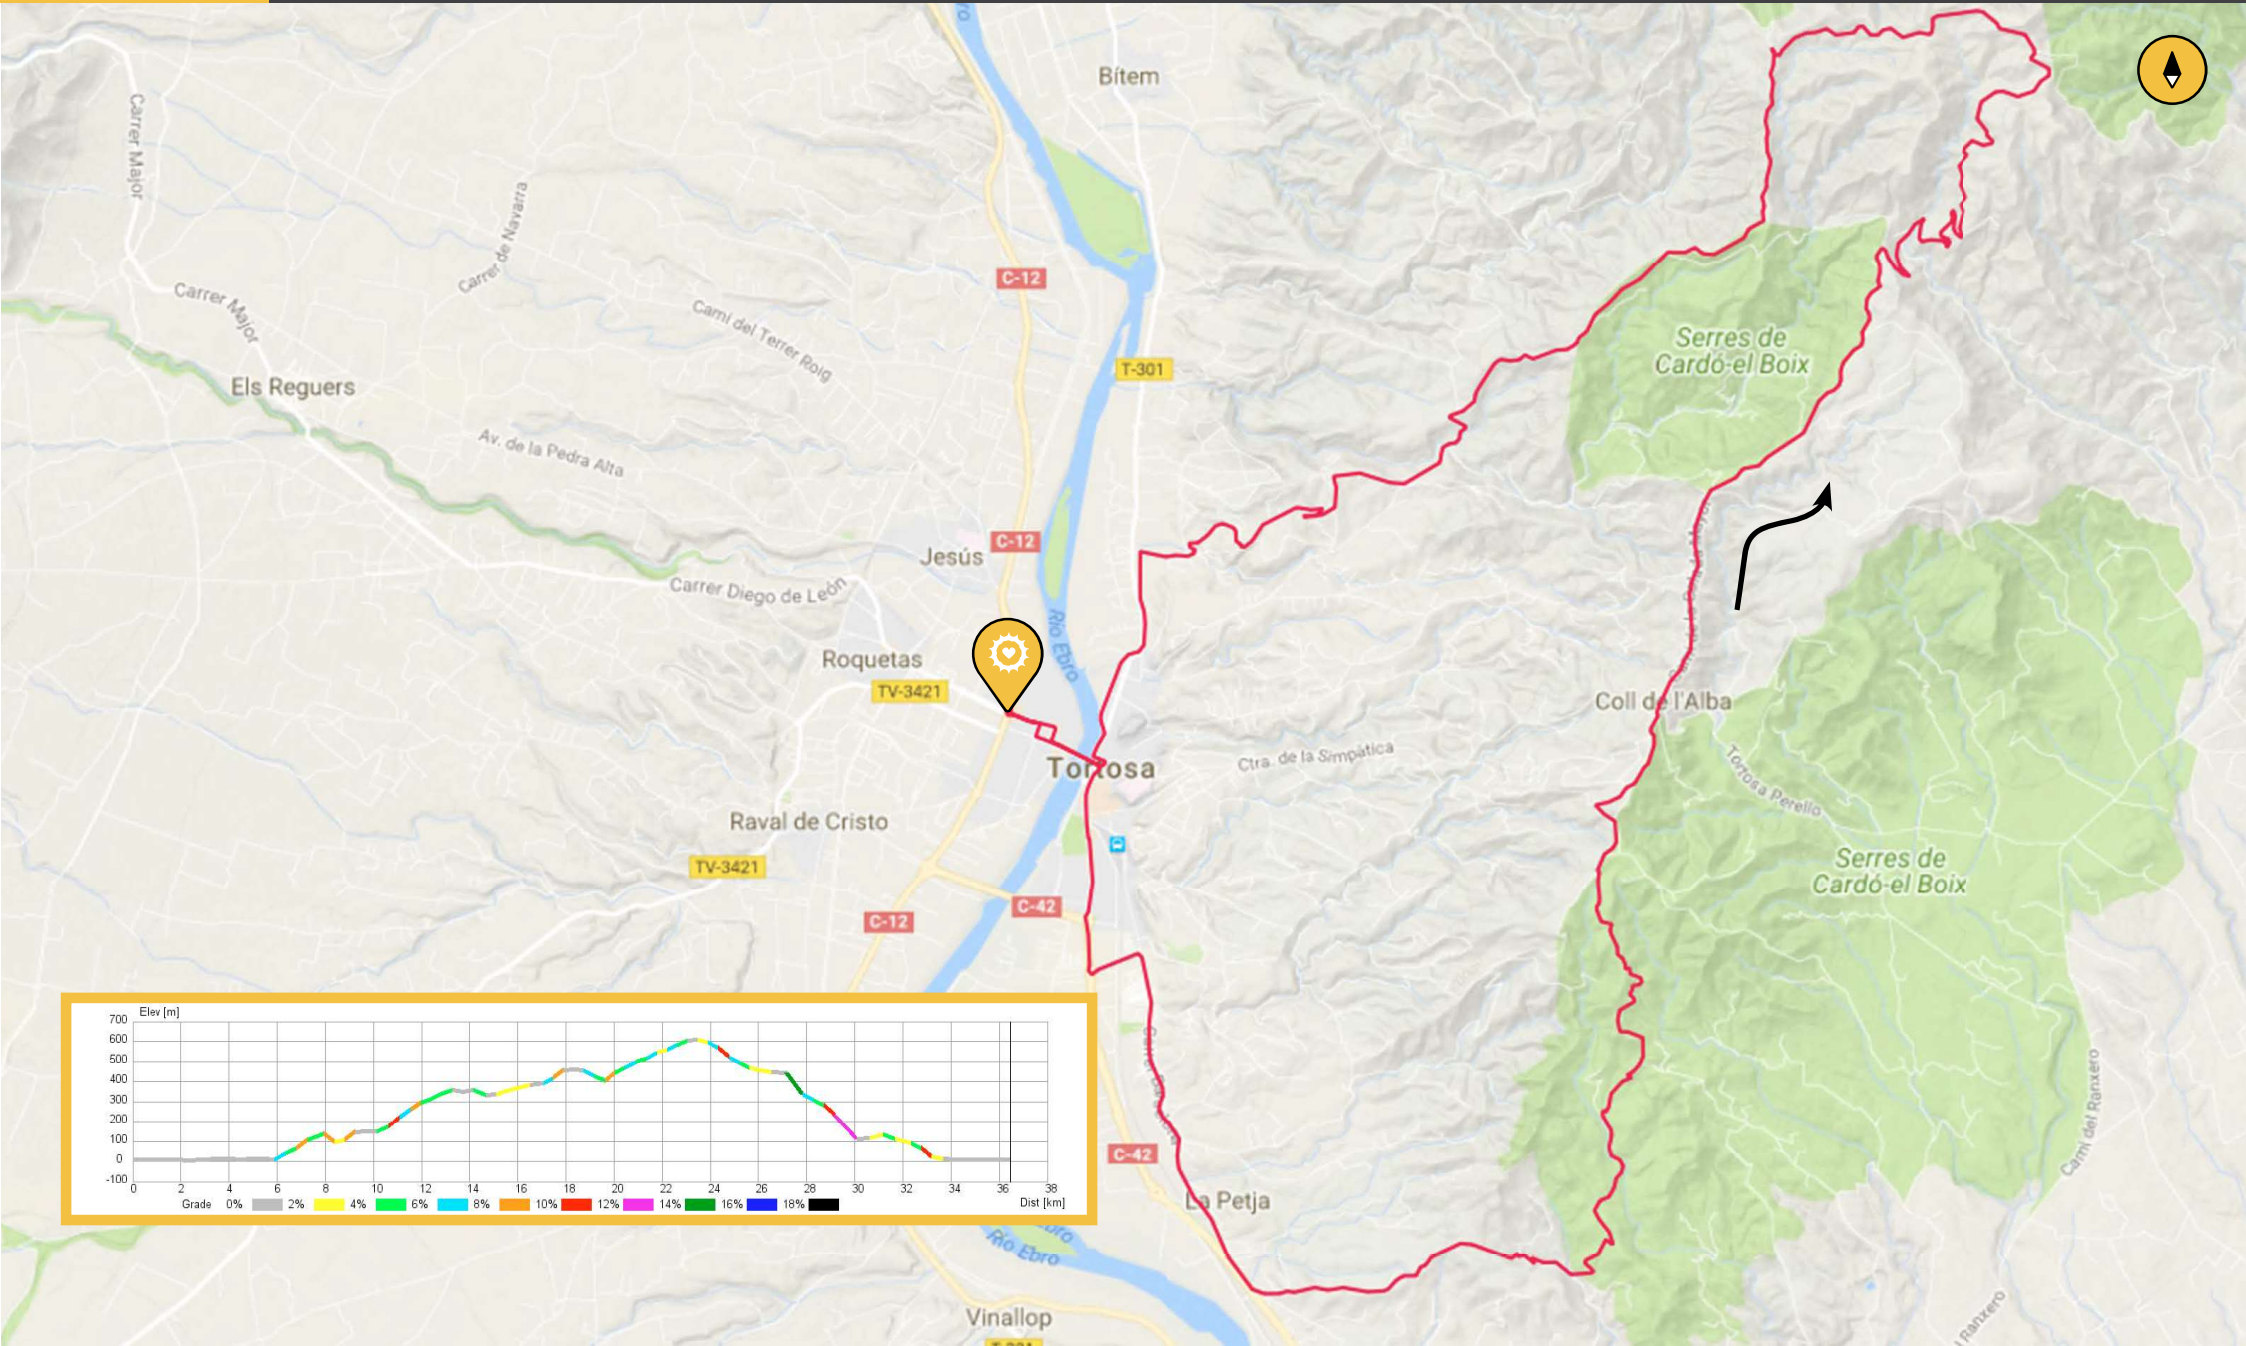 Bítem
Carrer Major
Carrer de Navarra
C-12
Carrer Major
Camí del Terrer Roig
T-301
Serres de
Cardó-el Boix
Els Reguers
Av. de la Pedra Alta
Jesús
C-12
Carrer Diego de León
Río Ebro
Roquetas
TV-3421
Coll de l'Alba
Tortosa
Ctra. de la Simpàtica
Tortosa Perello
Raval de Cristo
TV-3421
Serres de
Cardó-el Boix
C-12
C-42
Camí del Ranxero
C-42
La Petja
Ebro
Río Ebro
Vinallop
l Ranxero
Elev [m]
700
600
500
400
300
200
100
0
-100
0 2 4 6 8 10 12 14 16 18 20 22 24 26 28 30 32 34 36 38
Grade 0% 2% 4% 6% 8% 10% 12% 14% 16% 18% Dist [km]